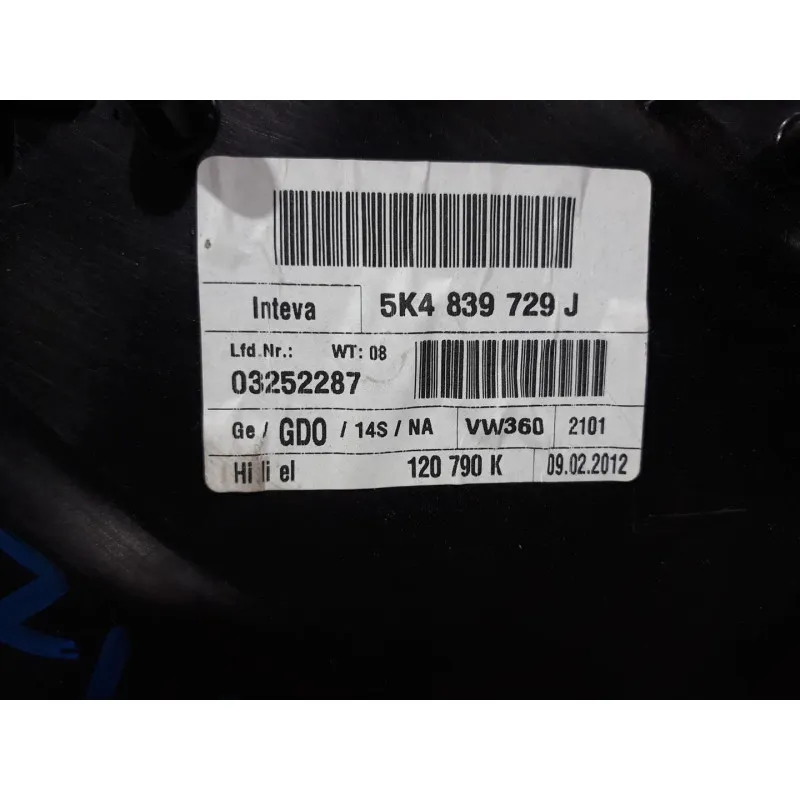 Inteva 5K4 839 729 J
Lfd.Nr.: WT: 08
03252287
Ge / GDO / 14S / NA VW360 2101
Hi li el 120 790 K 09.02.2012
21